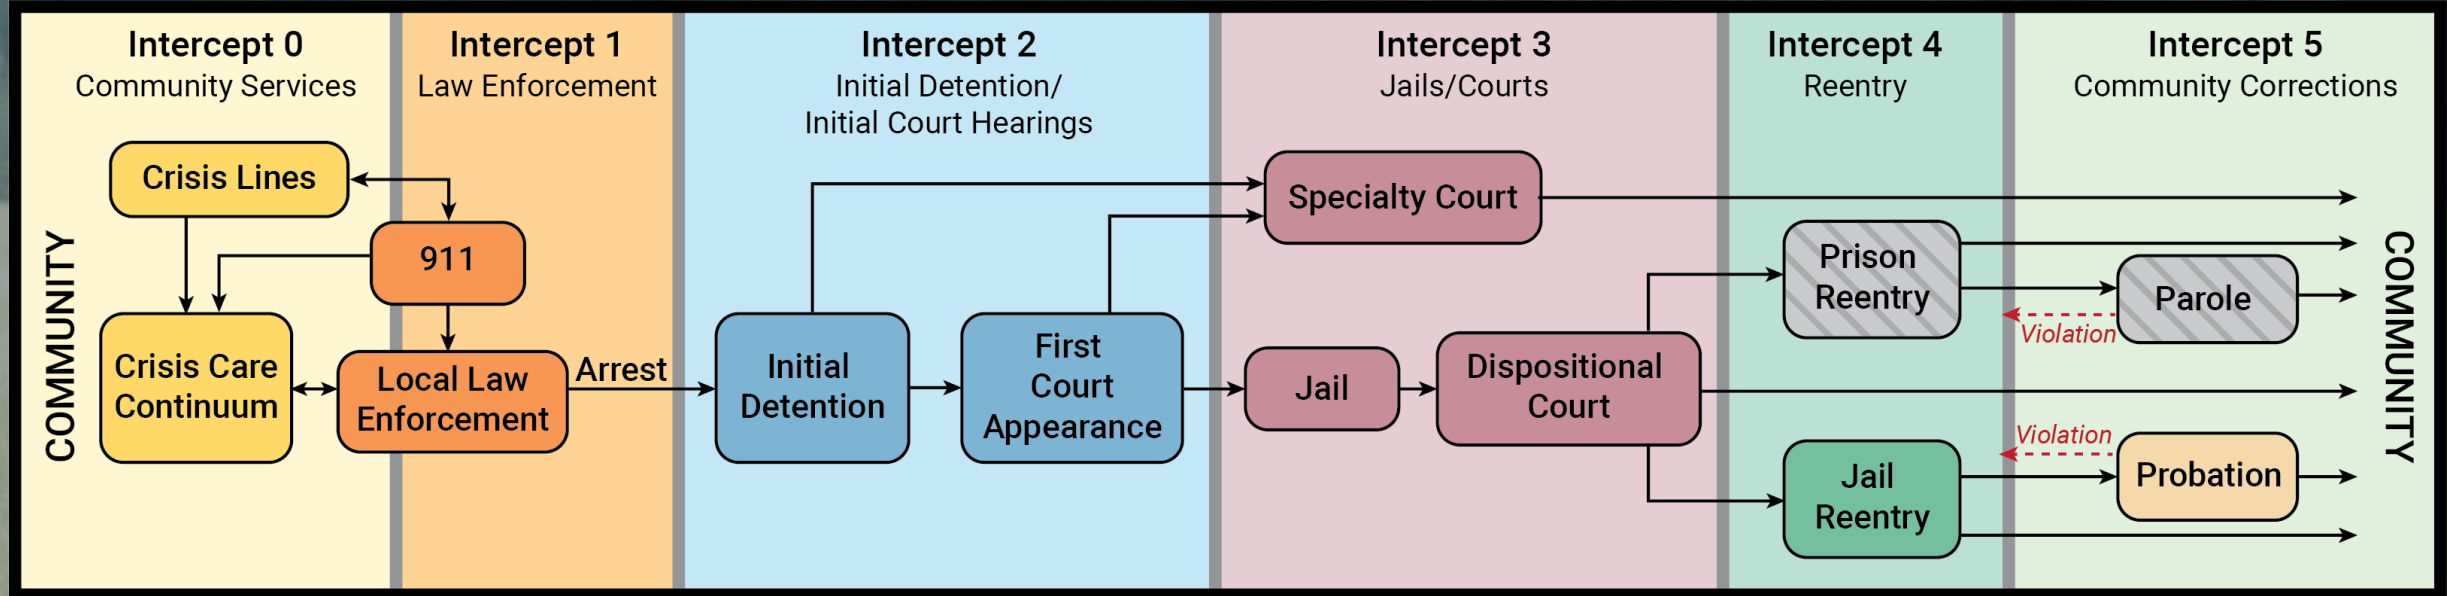 Intercept 0
Community Services
Intercept 1
Law Enforcement
Intercept 2
Initial Detention/
Initial Court Hearings
Intercept 3
Jails/Courts
Intercept 4
Reentry
Intercept 5
Community Corrections
COMMUNITY
Crisis Lines
911
Crisis Care
Continuum
Local Law
Enforcement
Arrest
Initial
Detention
First
Court
Appearance
Specialty Court
Jail
Dispositional
Court
Prison
Reentry
Jail
Reentry
Parole
Violation
Violation
Probation
COMMUNITY